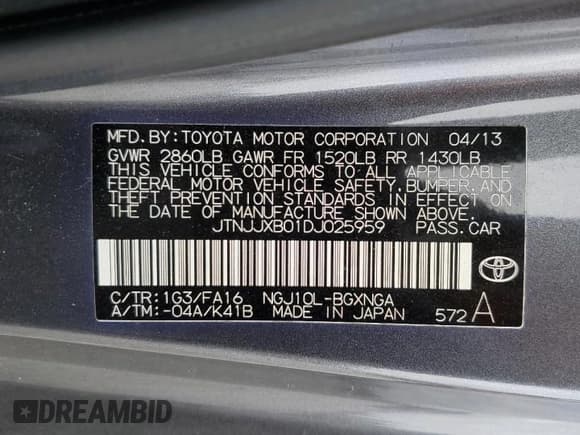 MFD. BY: TOYOTA MOTOR CORPORATION 04/13
GVWR 2860LB GAWR FR 1520LB RR 1430LB
THIS VEHICLE CONFORMS TO ALL APPLICABLE
FEDERAL MOTOR VEHICLE SAFETY, BUMPER, AND
THEFT PREVENTION STANDARDS IN EFFECT ON
THE DATE OF MANUFACTURE SHOWN ABOVE.
JTNJJXB01DJ025959 PASS. CAR
C/TR: 1G3/FA16 NGJ10L-BGXNGA
A/TM: -04A/K41B MADE IN JAPAN 572 A
DREAMBID